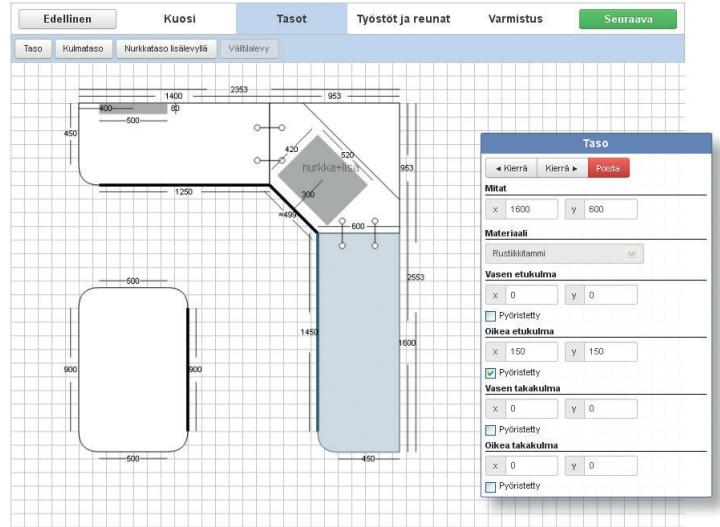 Edellinen Kuosi Tasot Työstöt ja reunat Varmistus Seuraava
Taso Kulmataso Nurkkataso lisälevyllä Välitilalevy
2353
1400 953
400 80
500
450
420 520
nurkka+lisä 953
300
1250
≈499
600
500
2553
1450 1600
900 900
500 450
Taso
◄ Kierrä Kierrä ► Poista
Mitat
x 1600 y 600
Materiaali
Rustiikkitammi
Vasen etukulma
x 0 y 0
Pyöristetty
Oikea etukulma
x 150 y 150
Pyöristetty
Vasen takakulma
x 0 y 0
Pyöristetty
Oikea takakulma
x 0 y 0
Pyöristetty